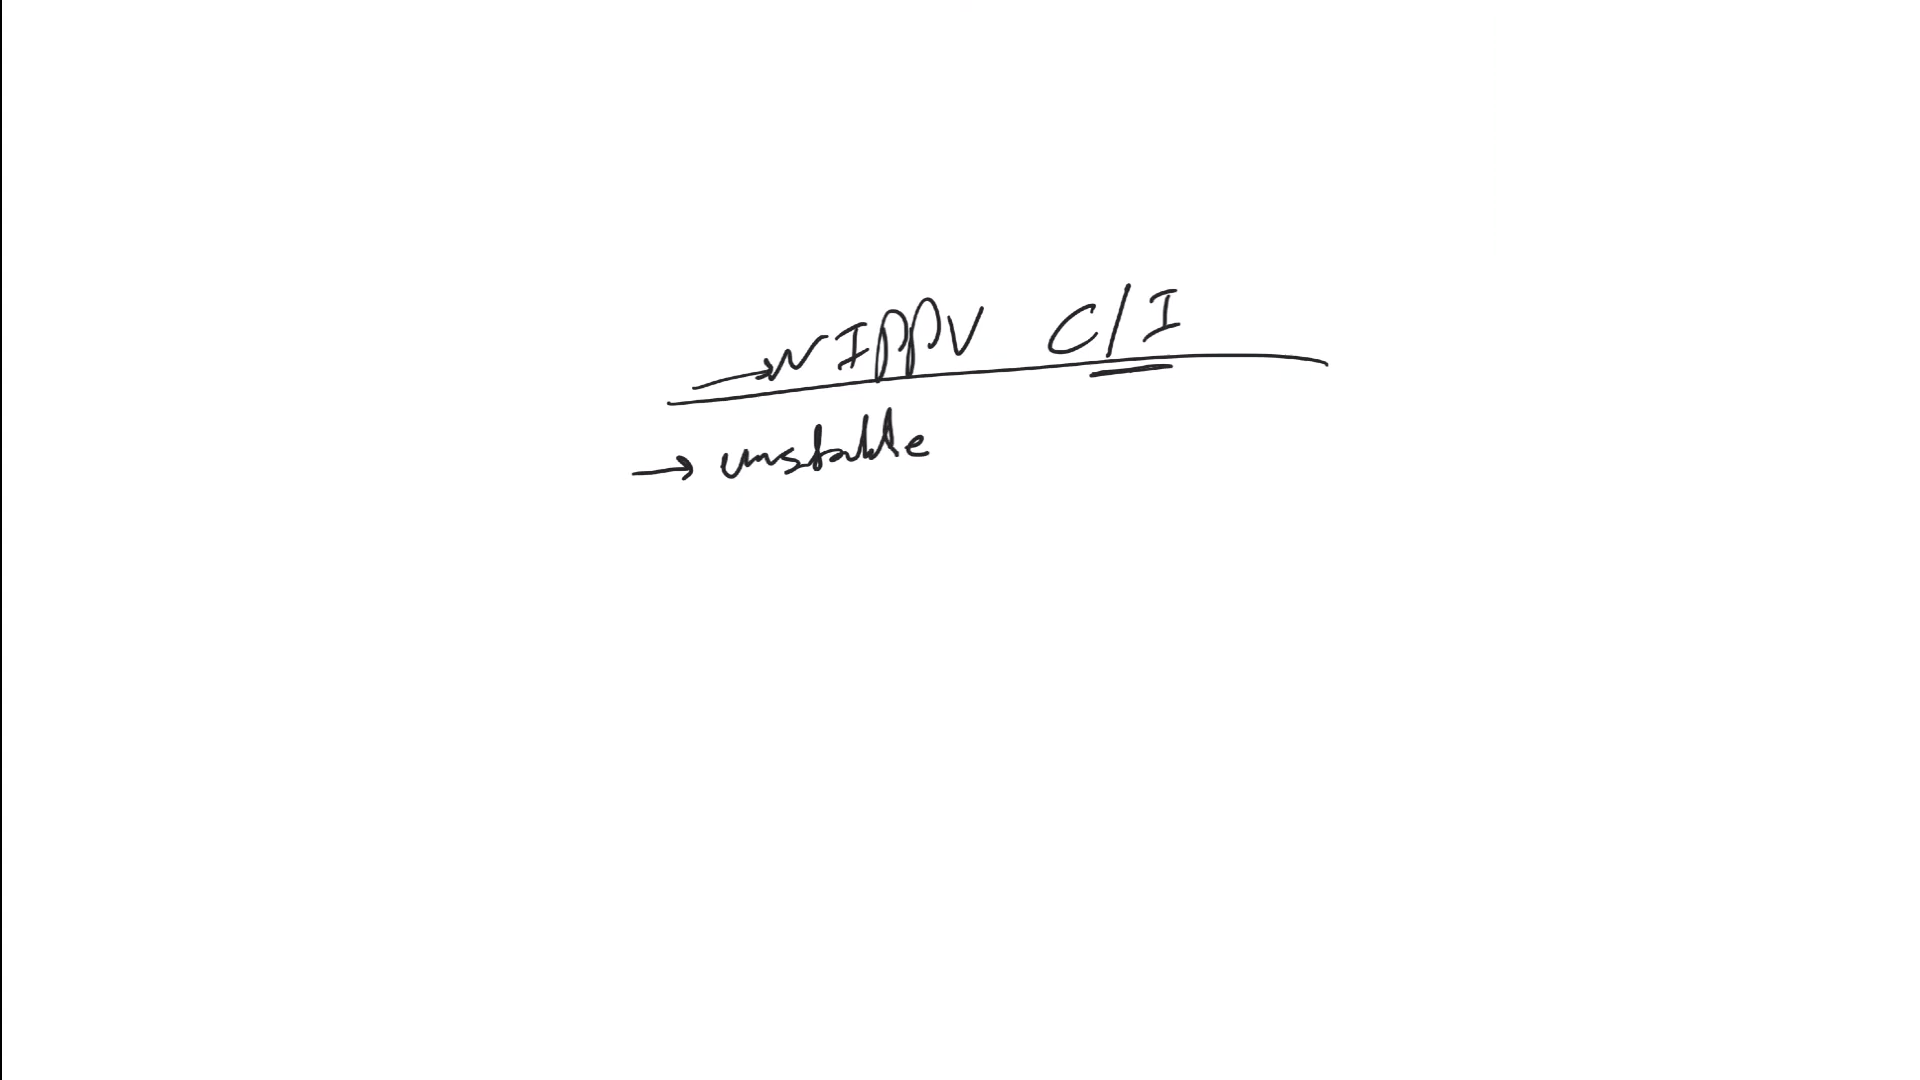 → NIPPV C/I
→ unstable